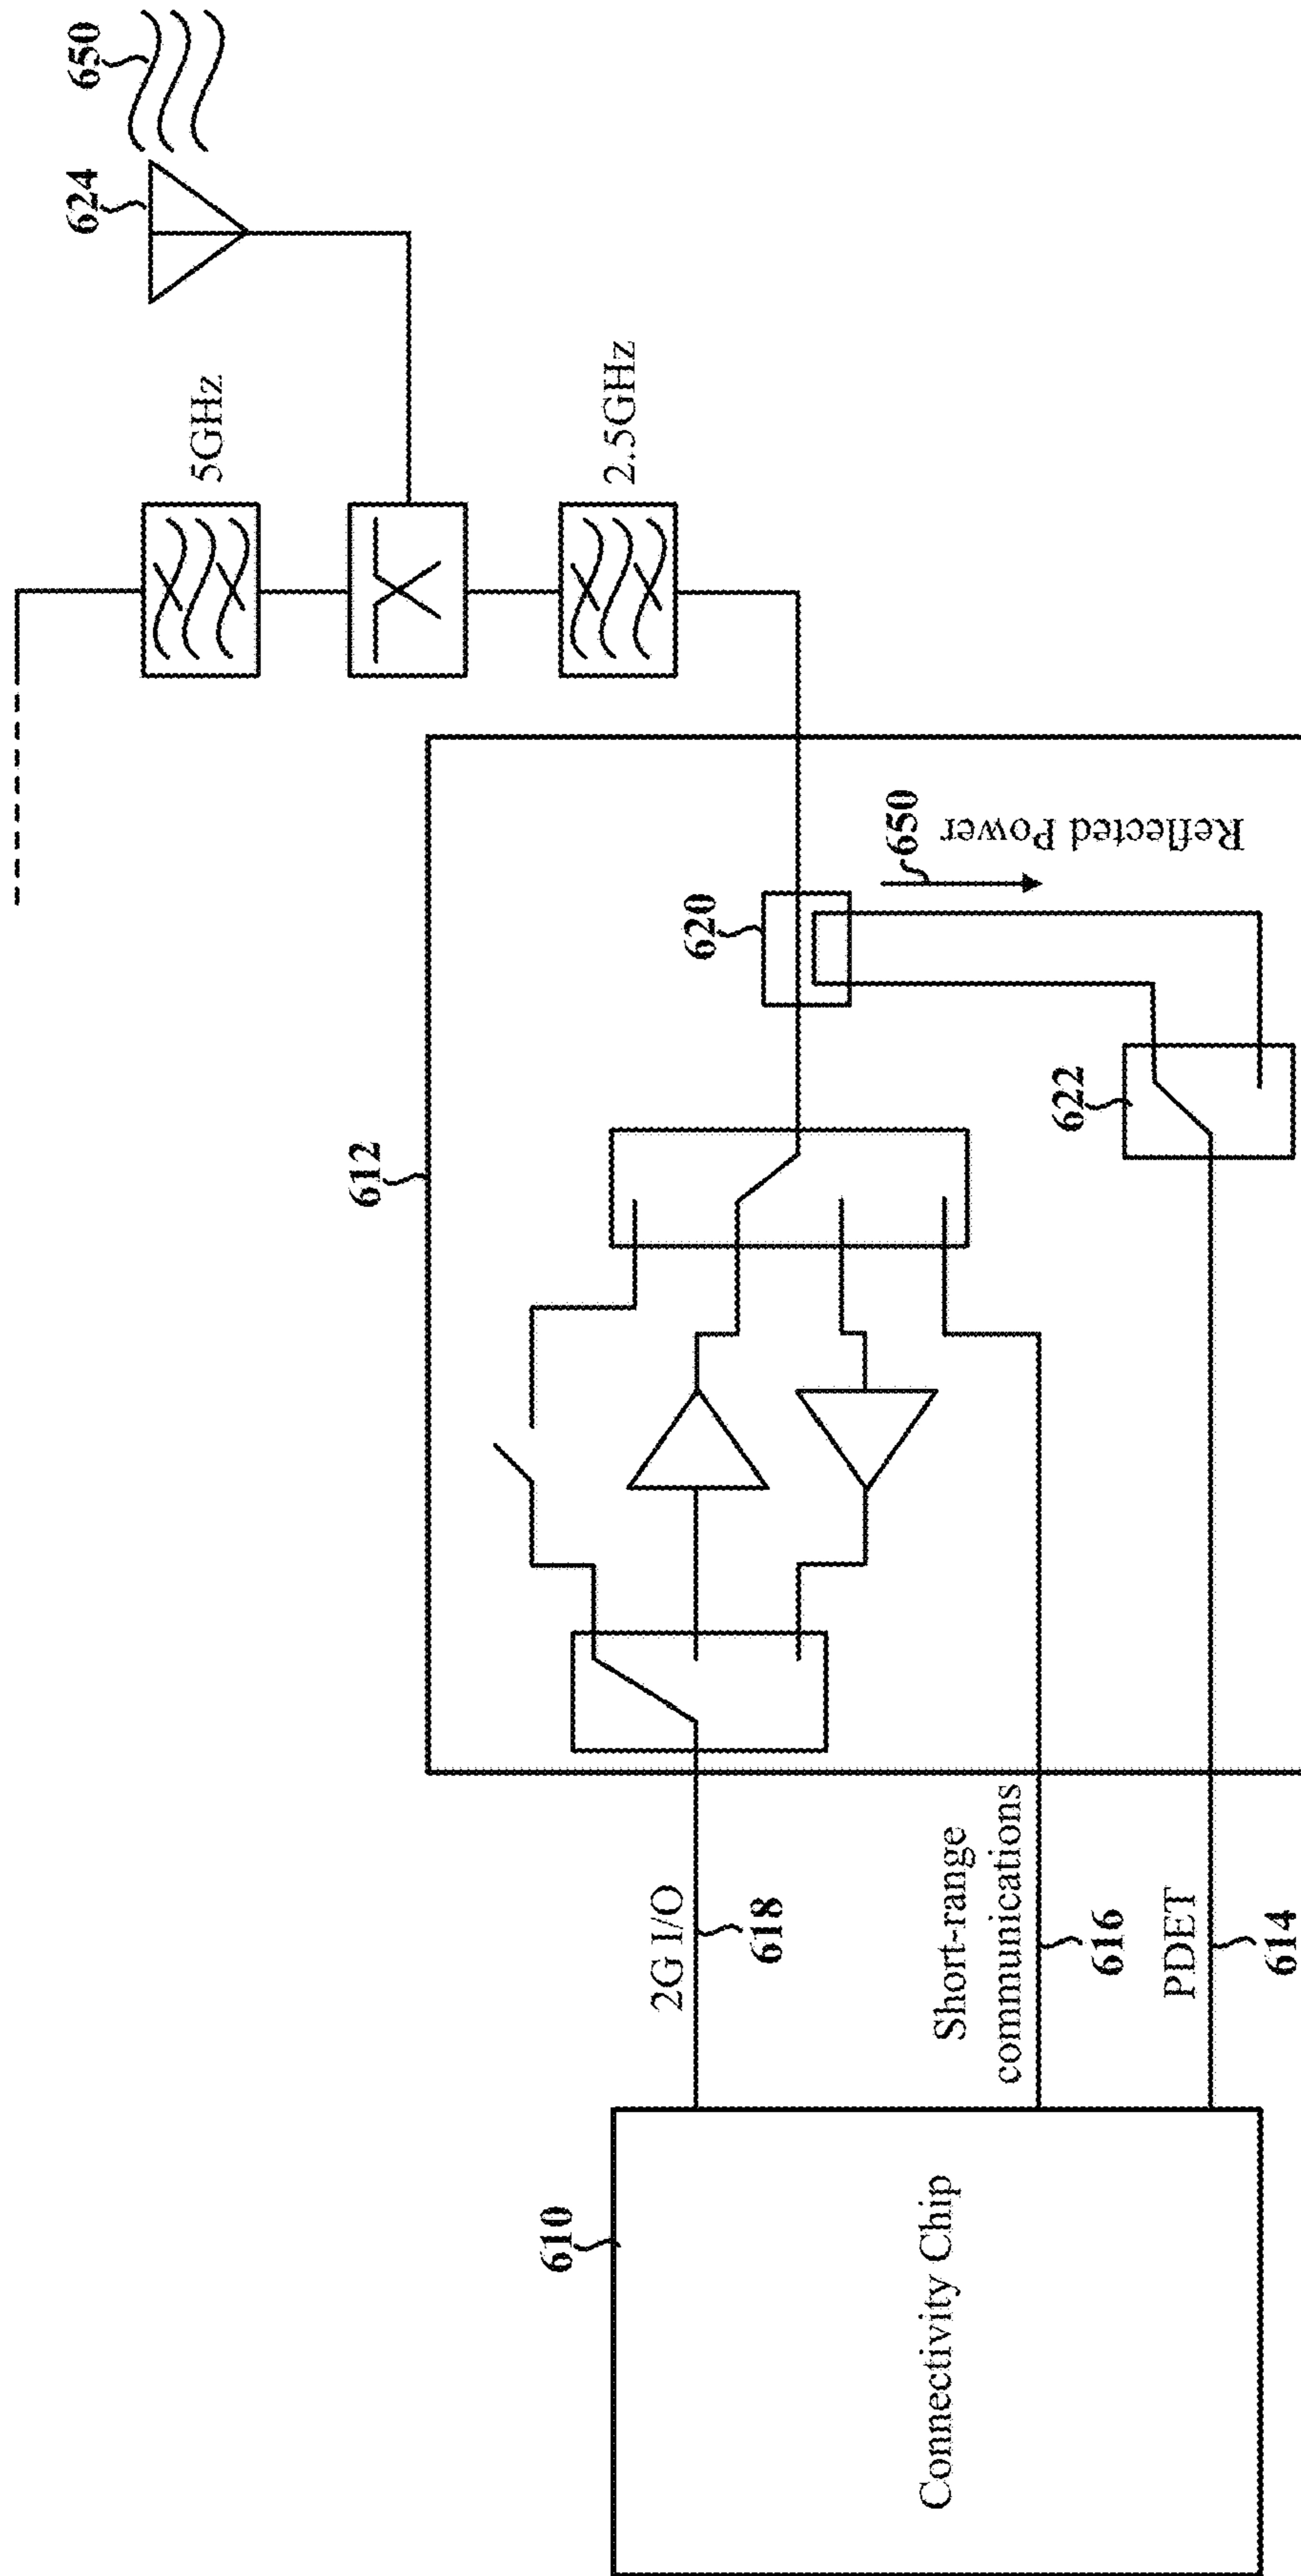 650
624
5GHz
2.5GHz
612
620
650
Reflected Power
622
2G I/O
618
Short-range
communications
616
PDET
614
610
Connectivity Chip